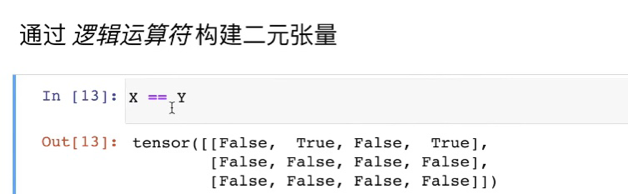 通过 逻辑运算符 构建二元张量
In [13]: X == Y
Out[13]: tensor([[False,  True, False,  True],
[False, False, False, False],
[False, False, False, False]])